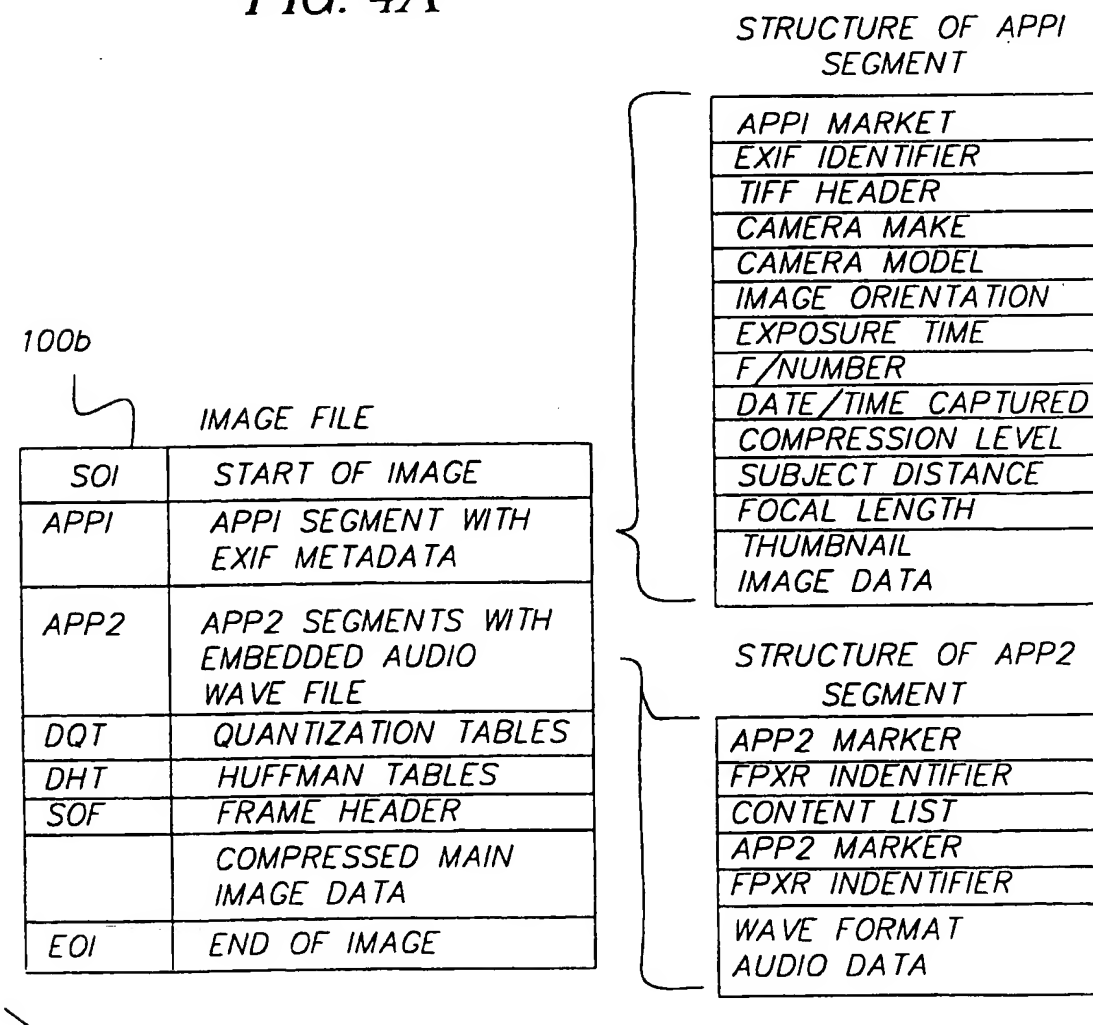 FIG. 4A
STRUCTURE OF APP1
SEGMENT
APP1 MARKET
EXIF IDENTIFIER
TIFF HEADER
CAMERA MAKE
CAMERA MODEL
IMAGE ORIENTATION
EXPOSURE TIME
F/NUMBER
DATE/TIME CAPTURED
COMPRESSION LEVEL
SUBJECT DISTANCE
FOCAL LENGTH
THUMBNAIL
IMAGE DATA
100b
IMAGE FILE
SOI START OF IMAGE
APP1 APP1 SEGMENT WITH
EXIF METADATA
APP2 APP2 SEGMENTS WITH
EMBEDDED AUDIO
WAVE FILE
DQT QUANTIZATION TABLES
DHT HUFFMAN TABLES
SOF FRAME HEADER
COMPRESSED MAIN
IMAGE DATA
EOI END OF IMAGE
STRUCTURE OF APP2
SEGMENT
APP2 MARKER
FPXR INDENTIFIER
CONTENT LIST
APP2 MARKER
FPXR INDENTIFIER
WAVE FORMAT
AUDIO DATA